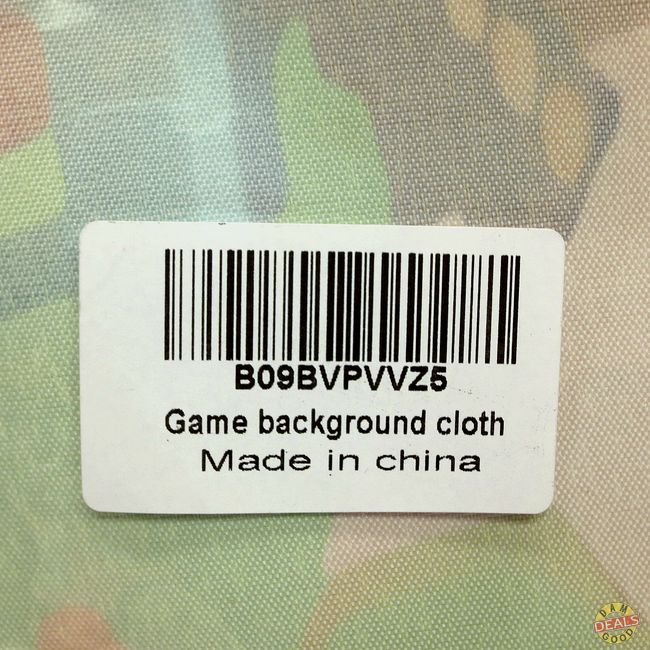 B09BVPVVZ5
Game background cloth
Made in china
DAM
DEALS
GOOD